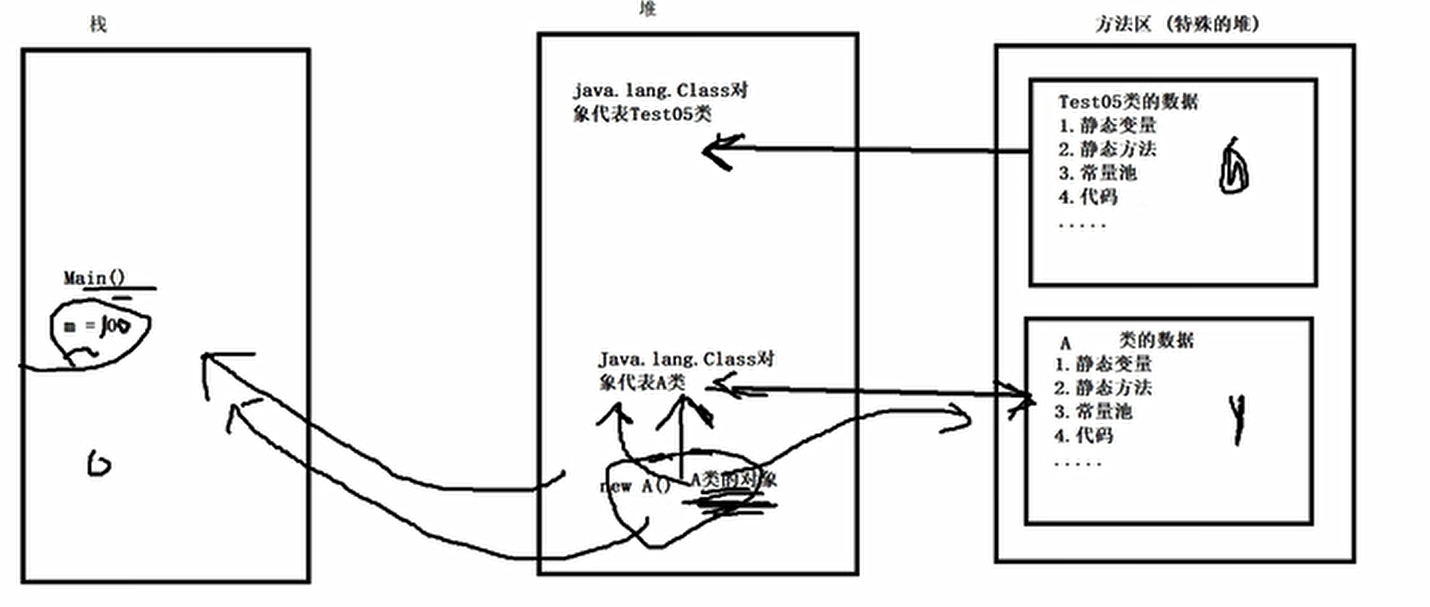 栈
堆
方法区 (特殊的堆)
java.lang.Class对
象代表Test05类
Test05类的数据
1.静态变量
2.静态方法
3.常量池
4.代码
.....
Main()
m =100
Java.lang.Class对
象代表A类
new A()
A类的对象
A 类的数据
1.静态变量
2.静态方法
3.常量池
4.代码
.....